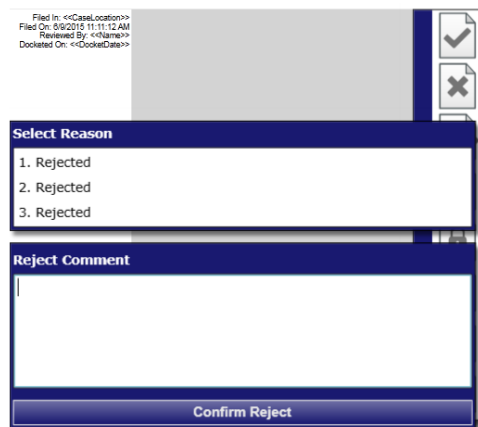 Filed In: <<CaseLocation>>
Filed On: 6/9/2015 11:11:12 AM
Reviewed By: <<Name>>
Docketed On: <<DocketDate>>
Select Reason
1. Rejected
2. Rejected
3. Rejected
Reject Comment
Confirm Reject